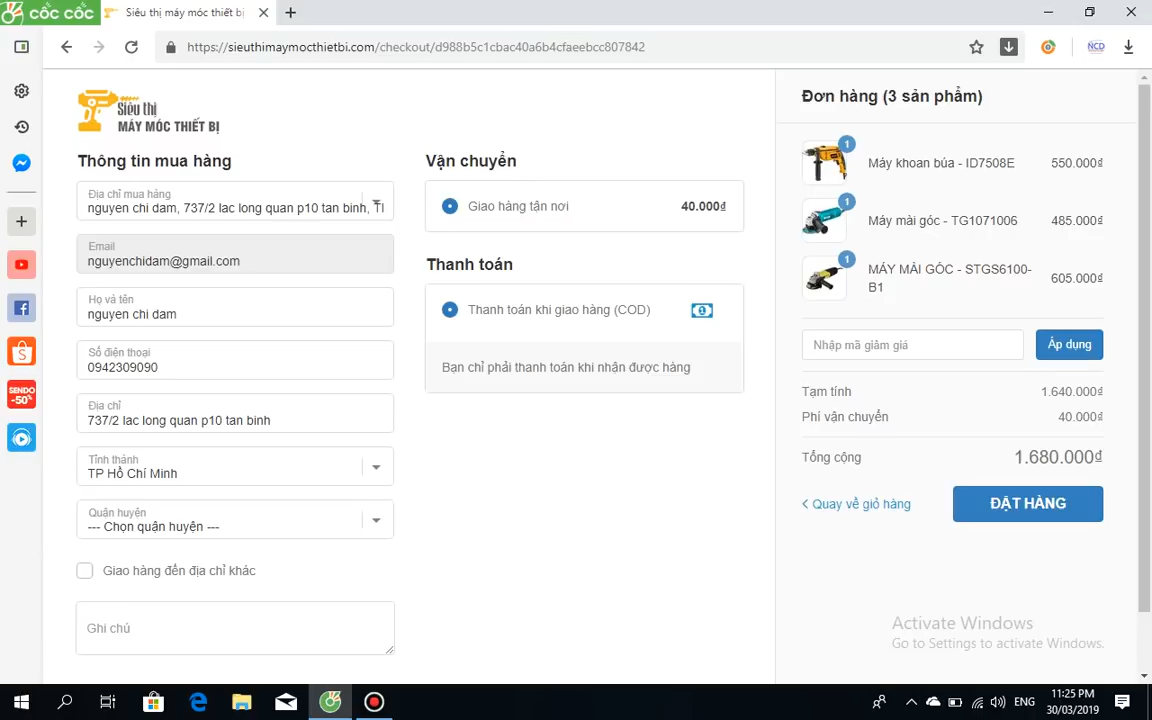 cốc cốc
Siêu thị máy móc thiết bị
https://sieuthimaymocthietbi.com/checkout/d988b5c1cbac40a6b4cfaeebcc807842
NCD
SENDO
-50%
Siêu thị
MÁY MÓC THIẾT BỊ
Thông tin mua hàng
Địa chỉ mua hàng
nguyen chi dam, 737/2 lac long quan p10 tan binh, TI
Email
nguyenchidam@gmail.com
Họ và tên
nguyen chi dam
Số điện thoại
0942309090
Địa chỉ
737/2 lac long quan p10 tan binh
Tỉnh thành
TP Hồ Chí Minh
Quận huyện
--- Chọn quận huyện ---
Giao hàng đến địa chỉ khác
Ghi chú
Vận chuyển
Giao hàng tận nơi 40.000₫
Thanh toán
Thanh toán khi giao hàng (COD)
Bạn chỉ phải thanh toán khi nhận được hàng
Đơn hàng (3 sản phẩm)
1
Máy khoan búa - ID7508E 550.000₫
1
Máy mài góc - TG1071006 485.000₫
1
MÁY MÀI GÓC - STGS6100-
B1 605.000₫
Nhập mã giảm giá Áp dụng
Tạm tính 1.640.000₫
Phí vận chuyển 40.000₫
Tổng cộng 1.680.000₫
Quay về giỏ hàng ĐẶT HÀNG
Activate Windows
Go to Settings to activate Windows.
ENG
11:25 PM
30/03/2019